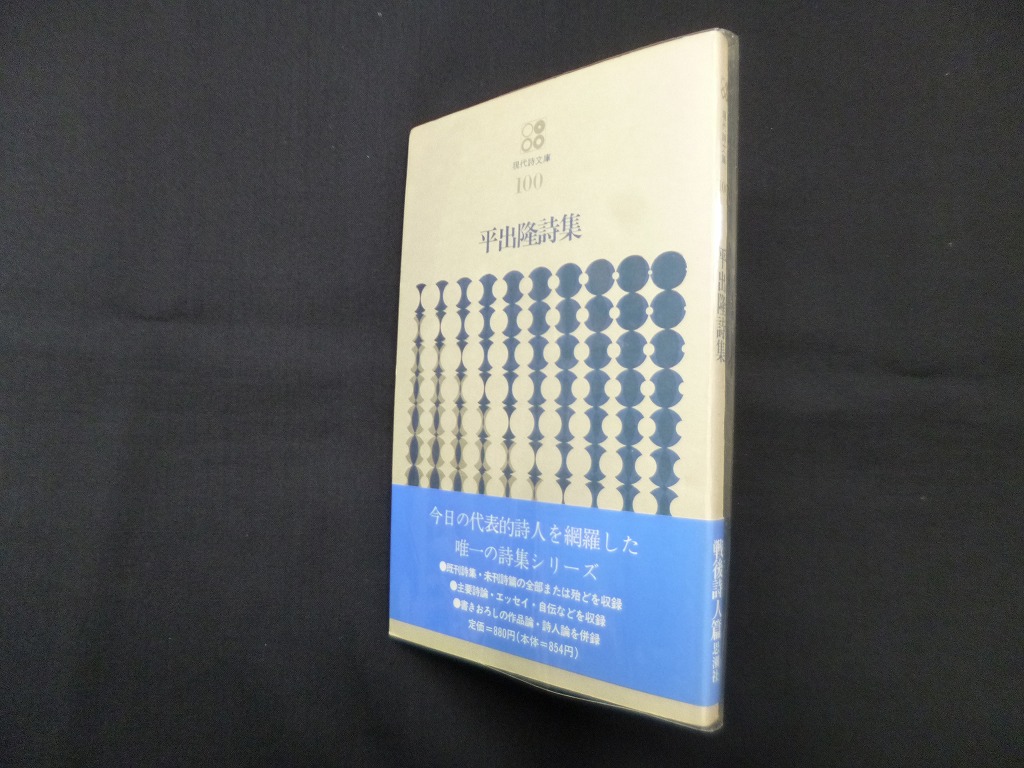 現代詩文庫
100
平出隆詩集
今日の代表的詩人を網羅した
唯一の詩集シリーズ
●既刊詩集・未刊詩篇の全部または殆どを収録
●主要詩論・エッセイ・自伝などを収録
●書きおろしの作品論・詩人論を併録
定価=880円(本体=854円)
平出隆詩集
戦後詩人篇 思潮社